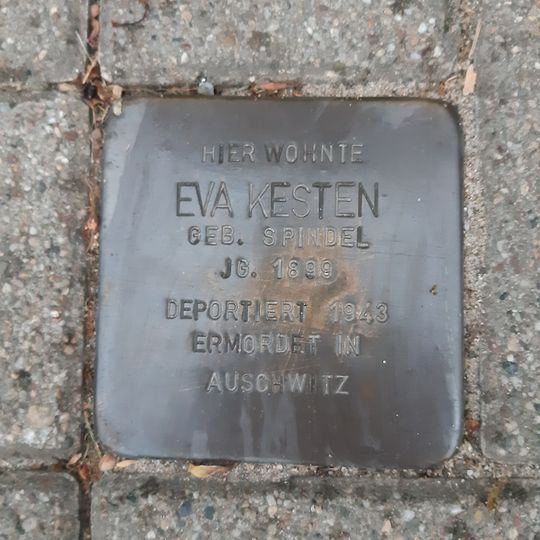 HIER WOHNTE
EVA KESTEN
GEB. SPINDEL
JG. 1899
DEPORTIERT 1943
ERMORDET IN
AUSCHWITZ